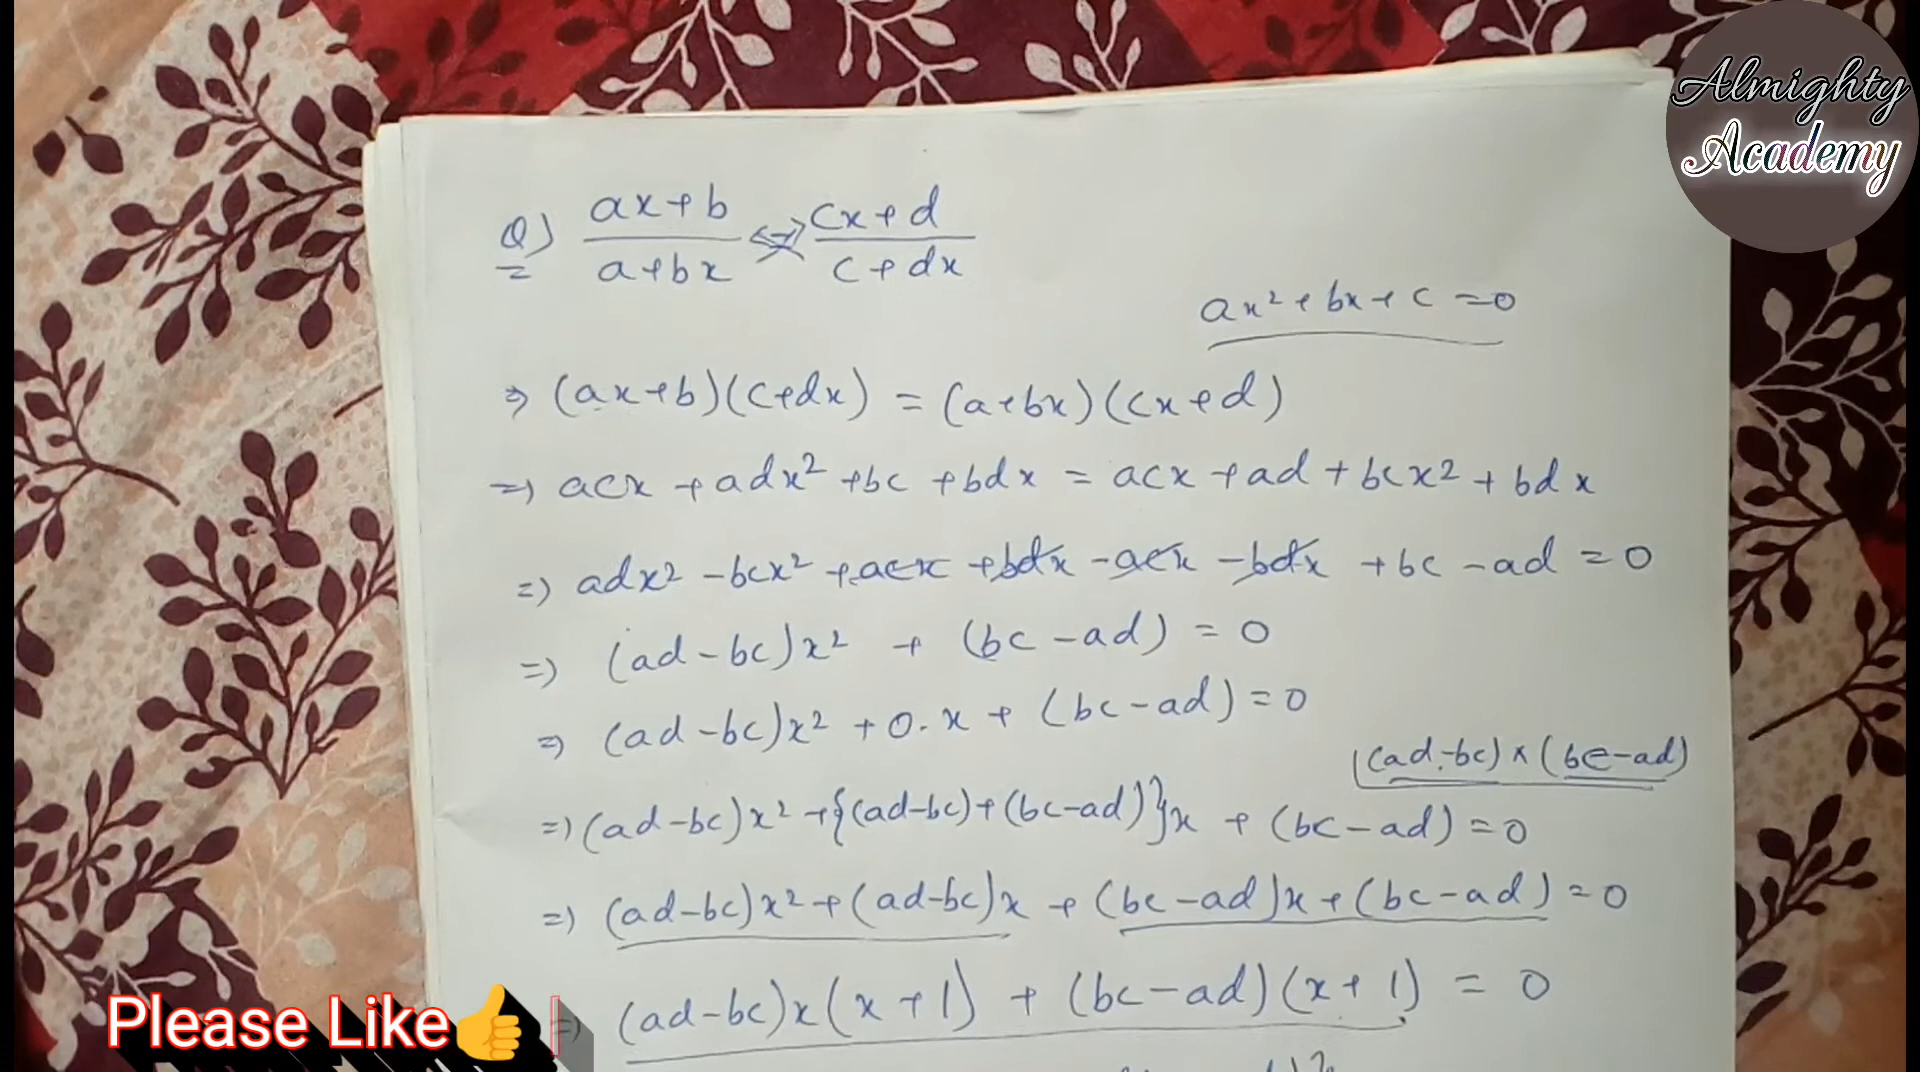 Almighty
Academy
Q) (ax+b)/(a+bx) = (cx+d)/(c+dx)
ax²+bx+c=0
⇒ (ax+b)(c+dx) = (a+bx)(cx+d)
=) acx +adx² +bc +bdx = acx +ad +bcx² + bdx
=) adx² -bcx² +acx +bdx -acx -bdx +bc -ad =0
=) (ad-bc)x² + (bc-ad) =0
=) (ad-bc)x² +0.x + (bc-ad)=0
(ad-bc)×(bc-ad)
=) (ad-bc)x² +{(ad-bc)+(bc-ad)}x + (bc-ad)=0
=) (ad-bc)x²+(ad-bc)x + (bc-ad)x+(bc-ad)=0
=) (ad-bc)x(x+1) + (bc-ad)(x+1) = 0
Please Like👍